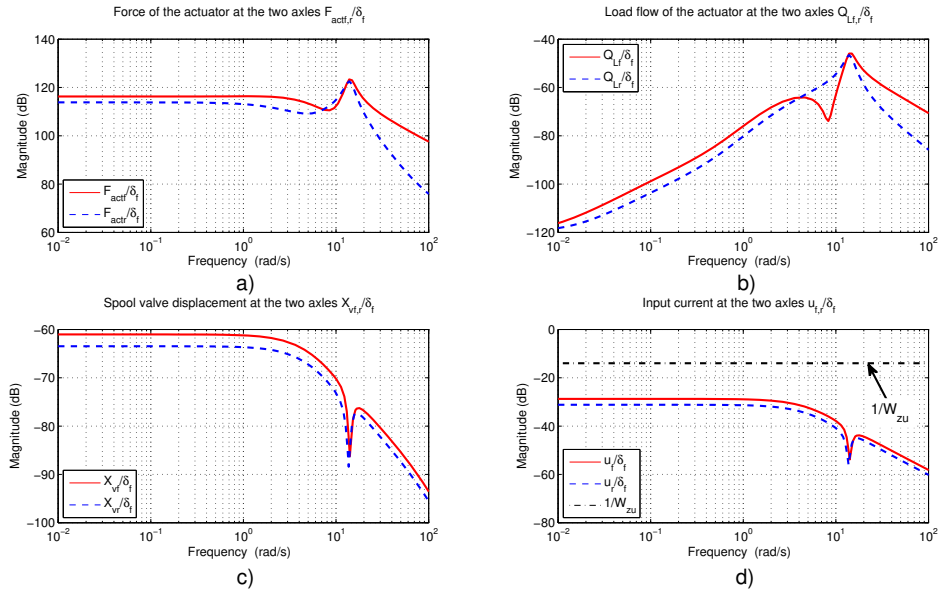 Force of the actuator at the two axles F_actf,r/δ_f
Magnitude (dB)
140
120
100
80
60
F_actf/δ_f
F_actr/δ_f
10^−2 10^−1 10^0 10^1 10^2
Frequency (rad/s)
a)
Load flow of the actuator at the two axles Q_Lf,r/δ_f
Magnitude (dB)
−40
−60
−80
−100
−120
Q_Lf/δ_f
Q_Lr/δ_f
10^−2 10^−1 10^0 10^1 10^2
Frequency (rad/s)
b)
Spool valve displacement at the two axles X_vf,r/δ_f
Magnitude (dB)
−60
−70
−80
−90
−100
X_vf/δ_f
X_vr/δ_f
10^−2 10^−1 10^0 10^1 10^2
Frequency (rad/s)
c)
Input current at the two axles u_f,r/δ_f
Magnitude (dB)
0
−20
−40
−60
−80
1/W_zu
u_f/δ_f
u_r/δ_f
1/W_zu
10^−2 10^−1 10^0 10^1 10^2
Frequency (rad/s)
d)